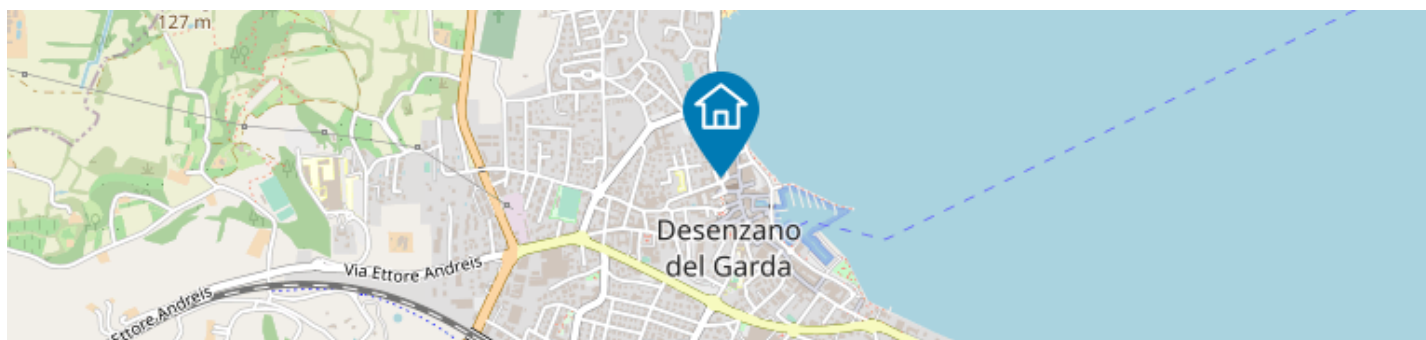 127 m
Desenzano
del Garda
Via Ettore Andreis
Ettore Andreis